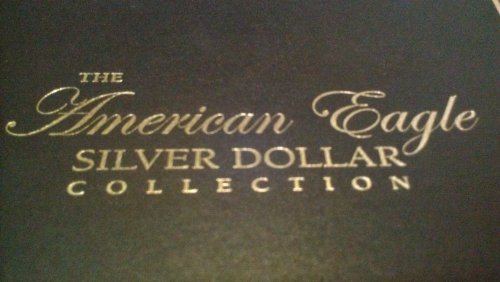 THE
American Eagle
SILVER DOLLAR
COLLECTION